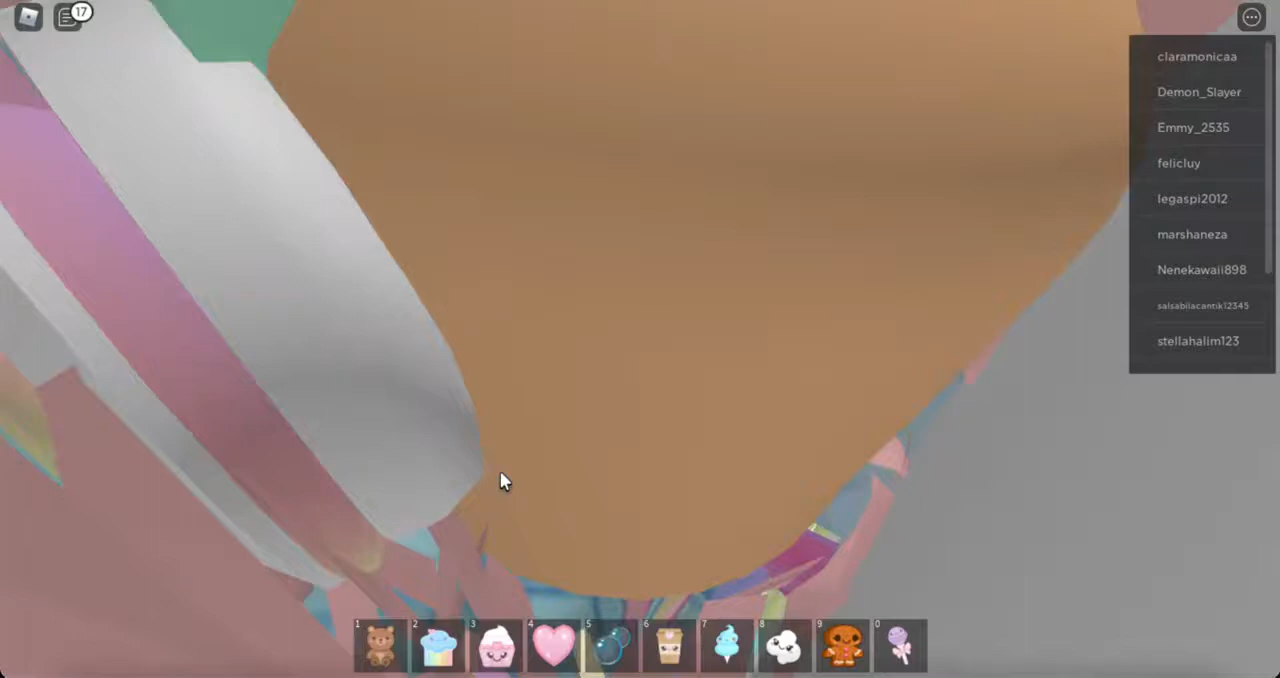 17
claramonicaa
Demon_Slayer
Emmy_2535
felicluy
legaspi2012
marshaneza
Nenekawaii898
salsabilacantik12345
stellahalim123
1 2 3 4 5 6 7 8 9 0